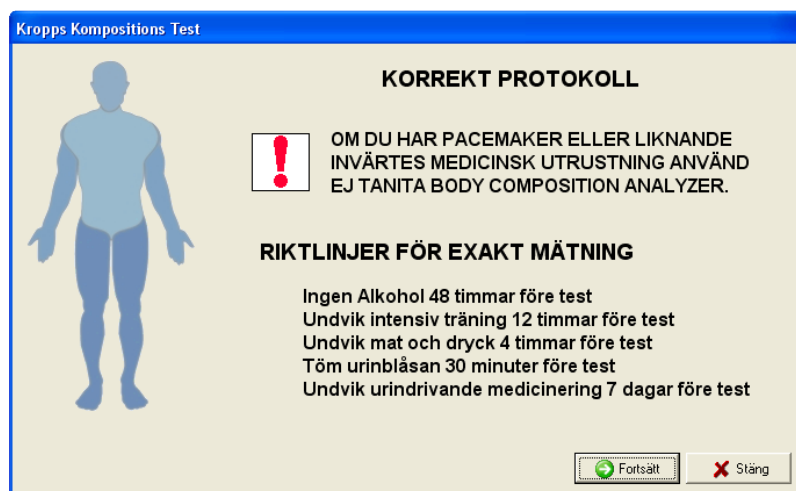 Kropps Kompositions Test
KORREKT PROTOKOLL
OM DU HAR PACEMAKER ELLER LIKNANDE
INVÄRTES MEDICINSK UTRUSTNING ANVÄND
EJ TANITA BODY COMPOSITION ANALYZER.
RIKTLINJER FÖR EXAKT MÄTNING
Ingen Alkohol 48 timmar före test
Undvik intensiv träning 12 timmar före test
Undvik mat och dryck 4 timmar före test
Töm urinblåsan 30 minuter före test
Undvik urindrivande medicinering 7 dagar före test
Fortsätt
Stäng